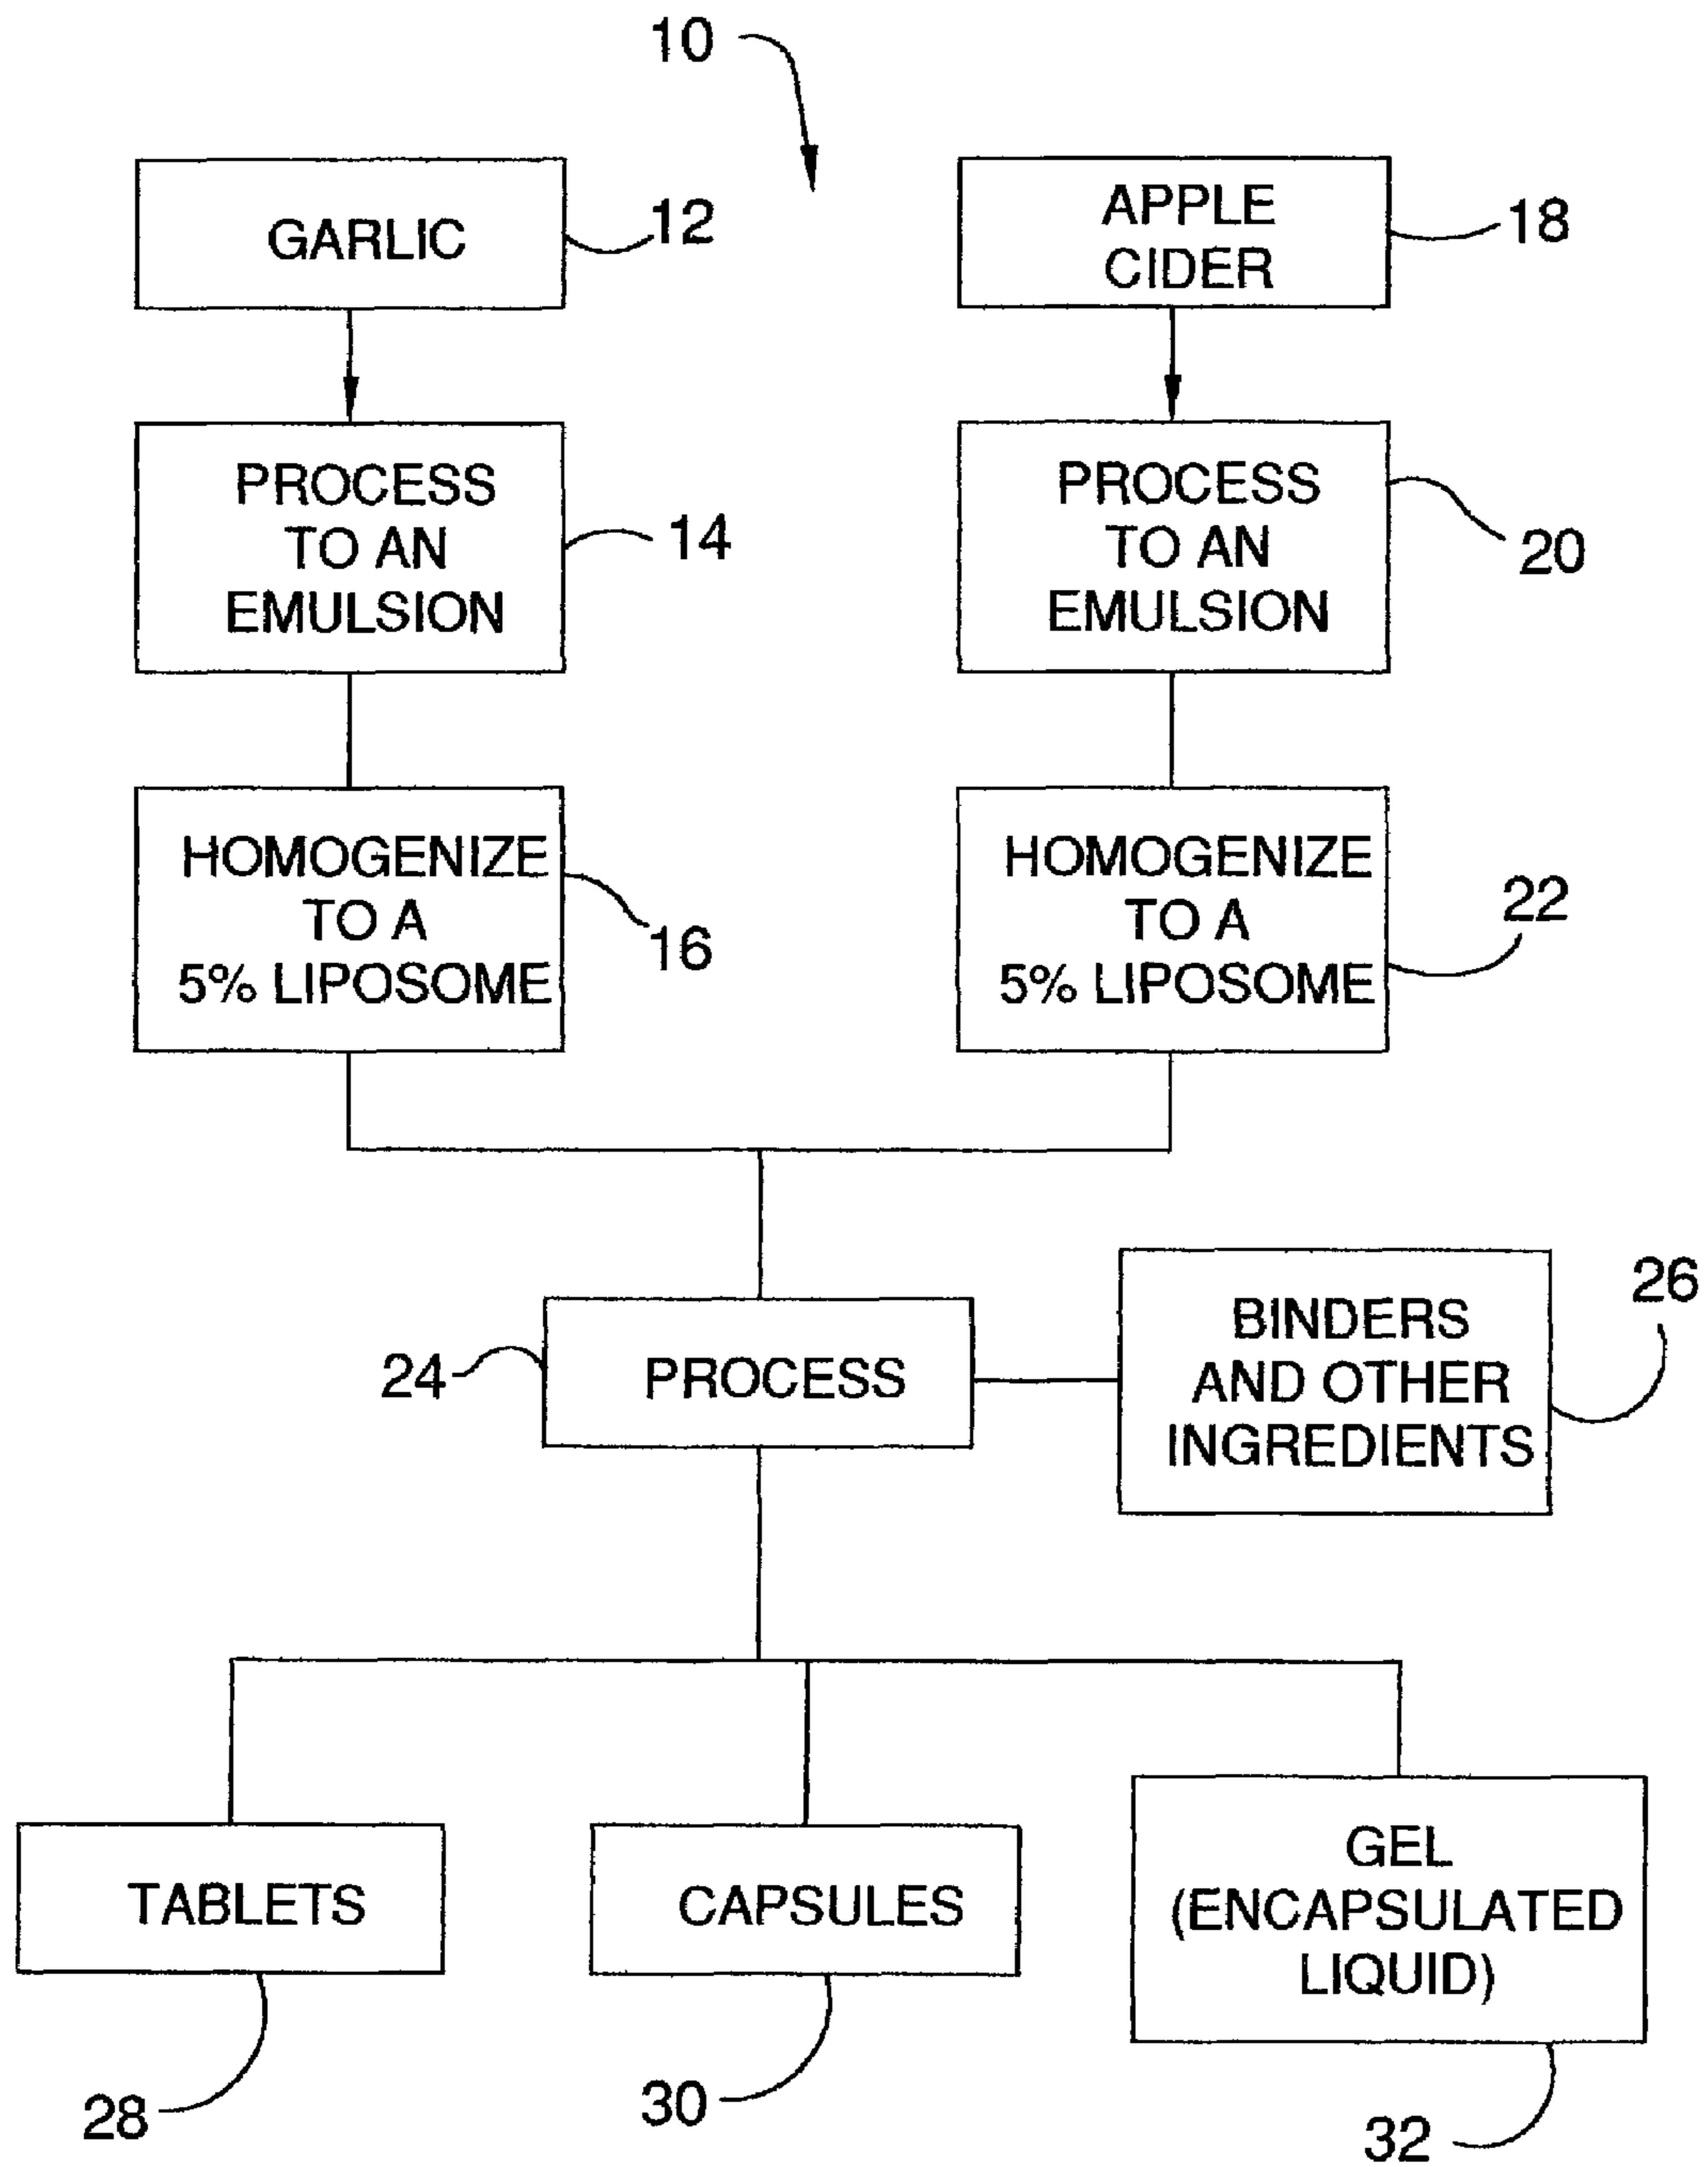 10
GARLIC
12
APPLE
CIDER
18
PROCESS
TO AN
EMULSION
14
PROCESS
TO AN
EMULSION
20
HOMOGENIZE
TO A
5% LIPOSOME
16
HOMOGENIZE
TO A
5% LIPOSOME
22
24
PROCESS
BINDERS
AND OTHER
INGREDIENTS
26
TABLETS
28
CAPSULES
30
GEL
(ENCAPSULATED
LIQUID)
32